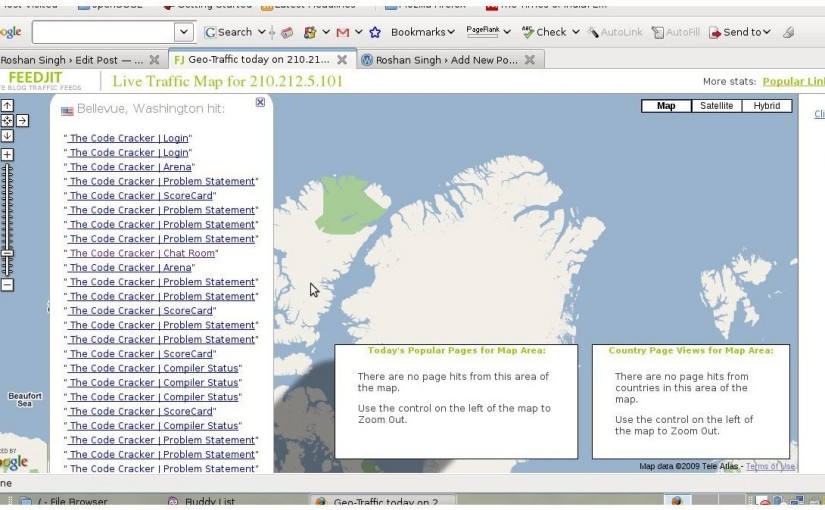 Getting Started Latest Headlines
ogle Search Bookmarks PageRank Check AutoLink AutoFill Send to
Roshan Singh › Edit Post — ... FJ Geo-Traffic today on 210.21... Roshan Singh › Add New Po...
FEEDJIT
E BLOG TRAFFIC FEEDS
Live Traffic Map for 210.212.5.101
More stats: Popular Lin
Bellevue, Washington hit:
Map Satellite Hybrid
Cli
" The Code Cracker | Login"
" The Code Cracker | Login"
" The Code Cracker | Arena"
" The Code Cracker | Problem Statement"
" The Code Cracker | ScoreCard"
" The Code Cracker | Problem Statement"
" The Code Cracker | Problem Statement"
" The Code Cracker | Problem Statement"
" The Code Cracker | Chat Room"
" The Code Cracker | Arena"
" The Code Cracker | Problem Statement"
" The Code Cracker | Problem Statement"
" The Code Cracker | ScoreCard"
" The Code Cracker | Problem Statement"
" The Code Cracker | Problem Statement"
" The Code Cracker | ScoreCard"
" The Code Cracker | Compiler Status"
" The Code Cracker | Compiler Status"
" The Code Cracker | Compiler Status"
" The Code Cracker | ScoreCard"
" The Code Cracker | Compiler Status"
" The Code Cracker | Problem Statement"
" The Code Cracker | Problem Statement"
" The Code Cracker | Problem Statement"
Today's Popular Pages for Map Area:
There are no page hits from this area of
the map.
Use the control on the left of the map to
Zoom Out.
Country Page Views for Map Area:
There are no page hits from
countries in this area of the
map.
Use the control on the left of
the map to Zoom Out.
Beaufort
Sea
ED BY
ogle
Map data ©2009 Tele Atlas - Terms of Use
ne
/ - File Browser Buddy List Geo-Traffic today on 2